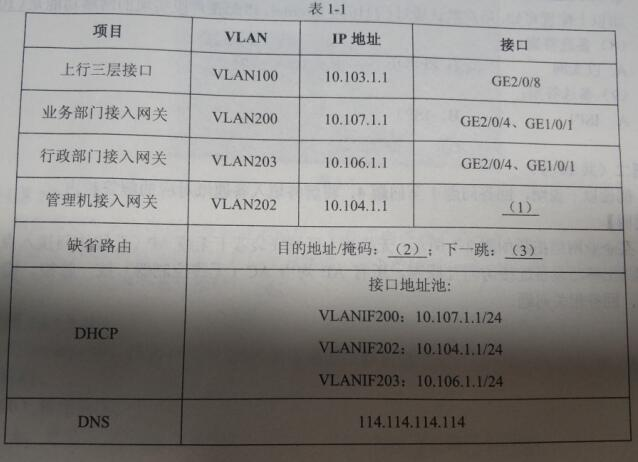 表 1-1
项目 VLAN IP 地址 接口
上行三层接口 VLAN100 10.103.1.1 GE2/0/8
业务部门接入网关 VLAN200 10.107.1.1 GE2/0/4、GE1/0/1
行政部门接入网关 VLAN203 10.106.1.1 GE2/0/4、GE1/0/1
管理机接入网关 VLAN202 10.104.1.1 （1）
缺省路由 目的地址/掩码：（2）；下一跳：（3）
DHCP
接口地址池:
VLANIF200：10.107.1.1/24
VLANIF202：10.104.1.1/24
VLANIF203：10.106.1.1/24
DNS 114.114.114.114